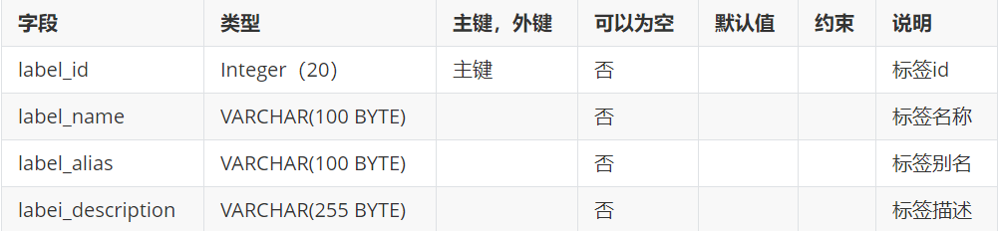 字段 类型 主键，外键 可以为空 默认值 约束 说明
label_id Integer（20） 主键 否 标签id
label_name VARCHAR(100 BYTE) 否 标签名称
label_alias VARCHAR(100 BYTE) 否 标签别名
labei_description VARCHAR(255 BYTE) 否 标签描述